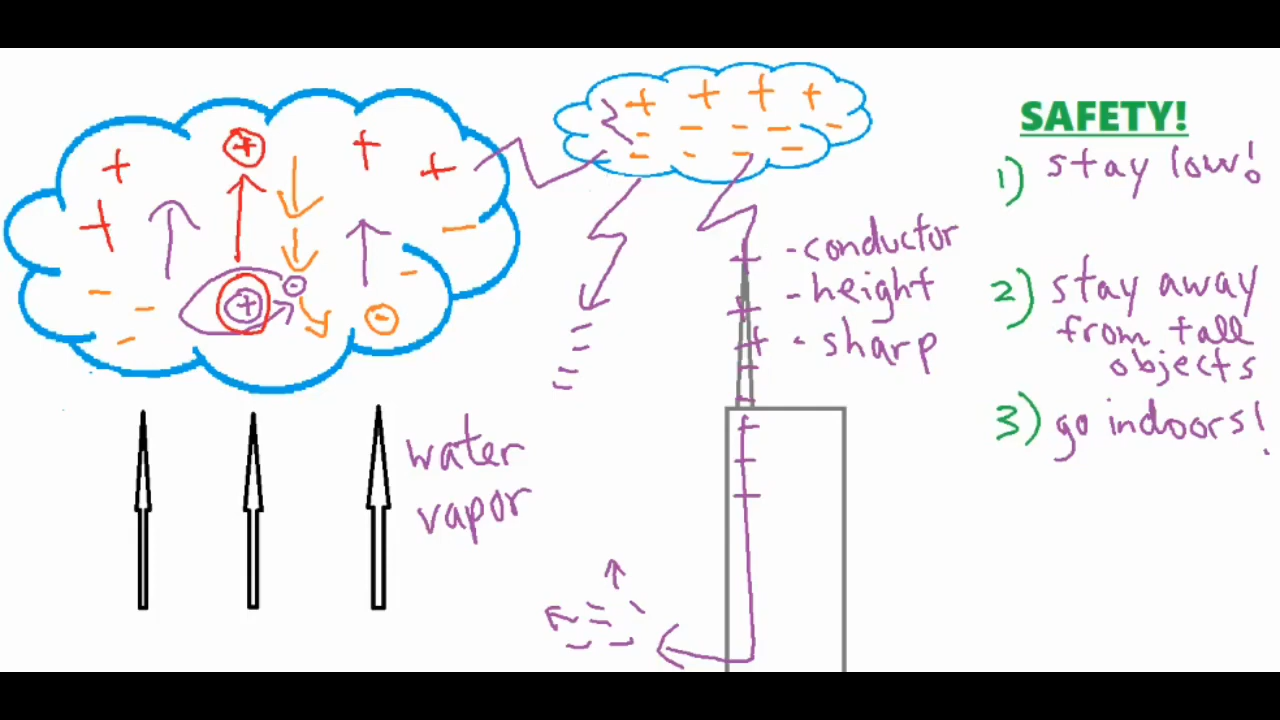 SAFETY!
1) stay low!
2) stay away
from tall
objects
3) go indoors!
-conductor
-height
- sharp
water
vapor